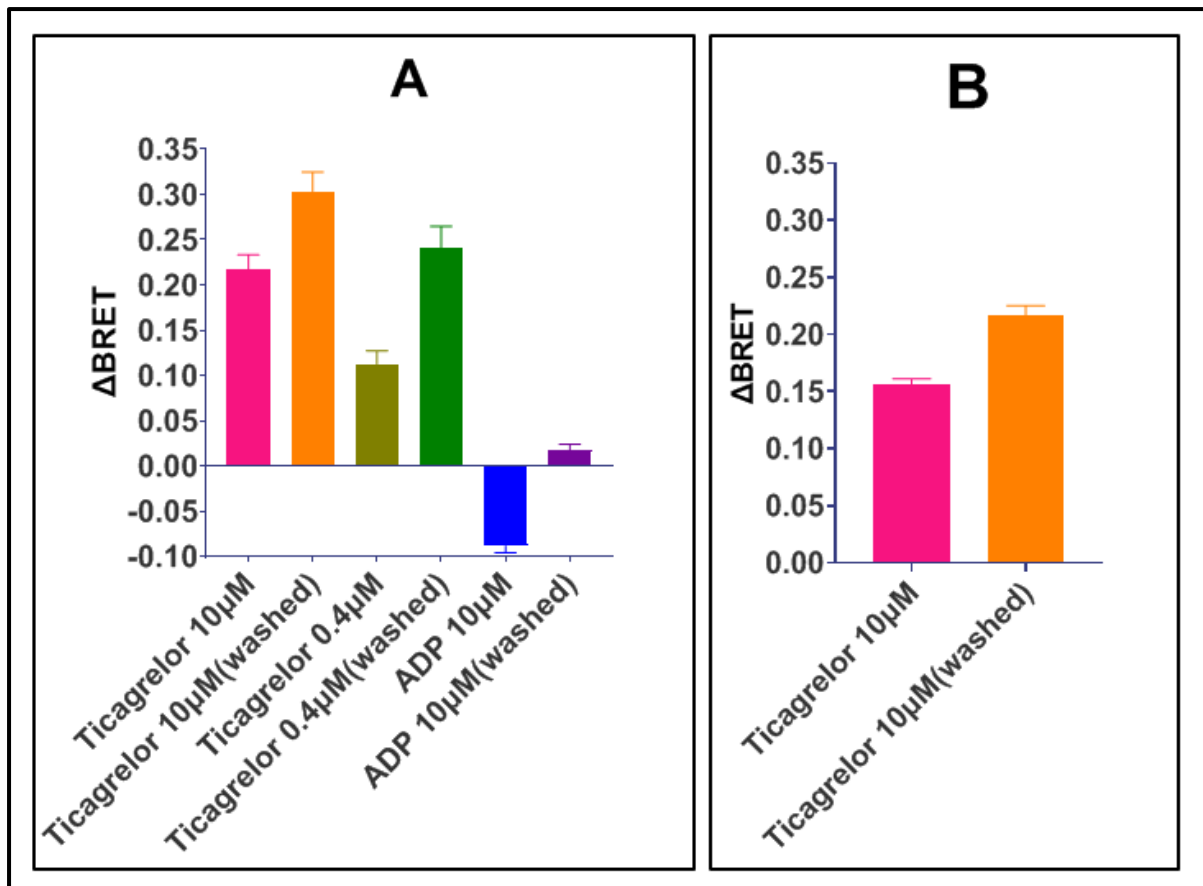 A
0.35
0.30
0.25
0.20
0.15
0.10
0.05
0.00
-0.05
-0.10
ΔBRET
Ticagrelor 10µM
Ticagrelor 10µM(washed)
Ticagrelor 0.4µM
Ticagrelor 0.4µM(washed)
ADP 10µM
ADP 10µM(washed)
B
0.35
0.30
0.25
0.20
0.15
0.10
0.05
0.00
ΔBRET
Ticagrelor 10µM
Ticagrelor 10µM(washed)